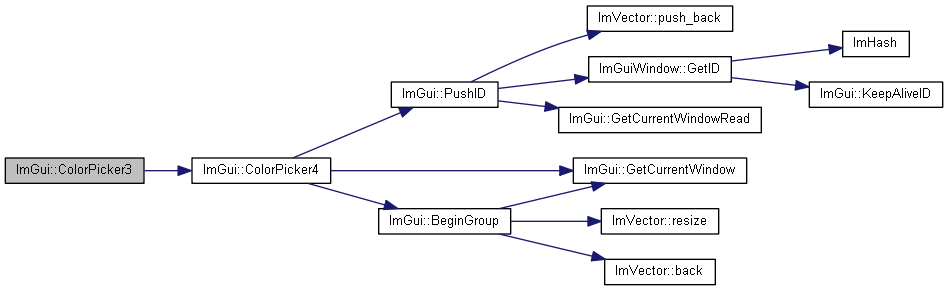 ImVector::push_back
ImHash
ImGuiWindow::GetID
ImGui::PushID
ImGui::KeepAliveID
ImGui::GetCurrentWindowRead
ImGui::ColorPicker3
ImGui::ColorPicker4
ImGui::GetCurrentWindow
ImGui::BeginGroup
ImVector::resize
ImVector::back